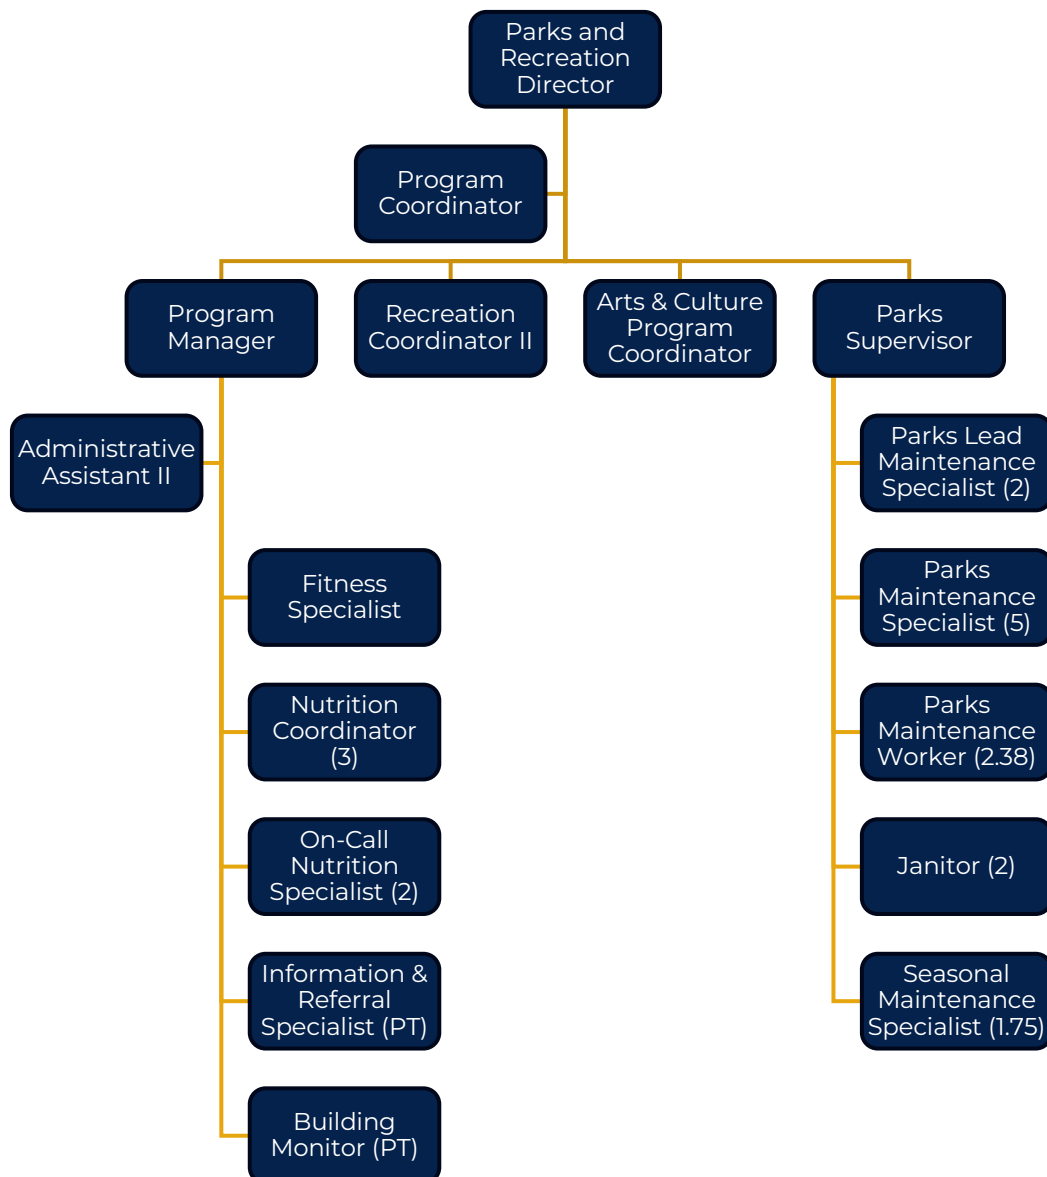 Parks and
Recreation
Director
Program
Coordinator
Program
Manager
Recreation
Coordinator II
Arts & Culture
Program
Coordinator
Parks
Supervisor
Administrative
Assistant II
Parks Lead
Maintenance
Specialist (2)
Fitness
Specialist
Parks
Maintenance
Specialist (5)
Nutrition
Coordinator
(3)
Parks
Maintenance
Worker (2.38)
On-Call
Nutrition
Specialist (2)
Janitor (2)
Information &
Referral
Specialist (PT)
Seasonal
Maintenance
Specialist (1.75)
Building
Monitor (PT)